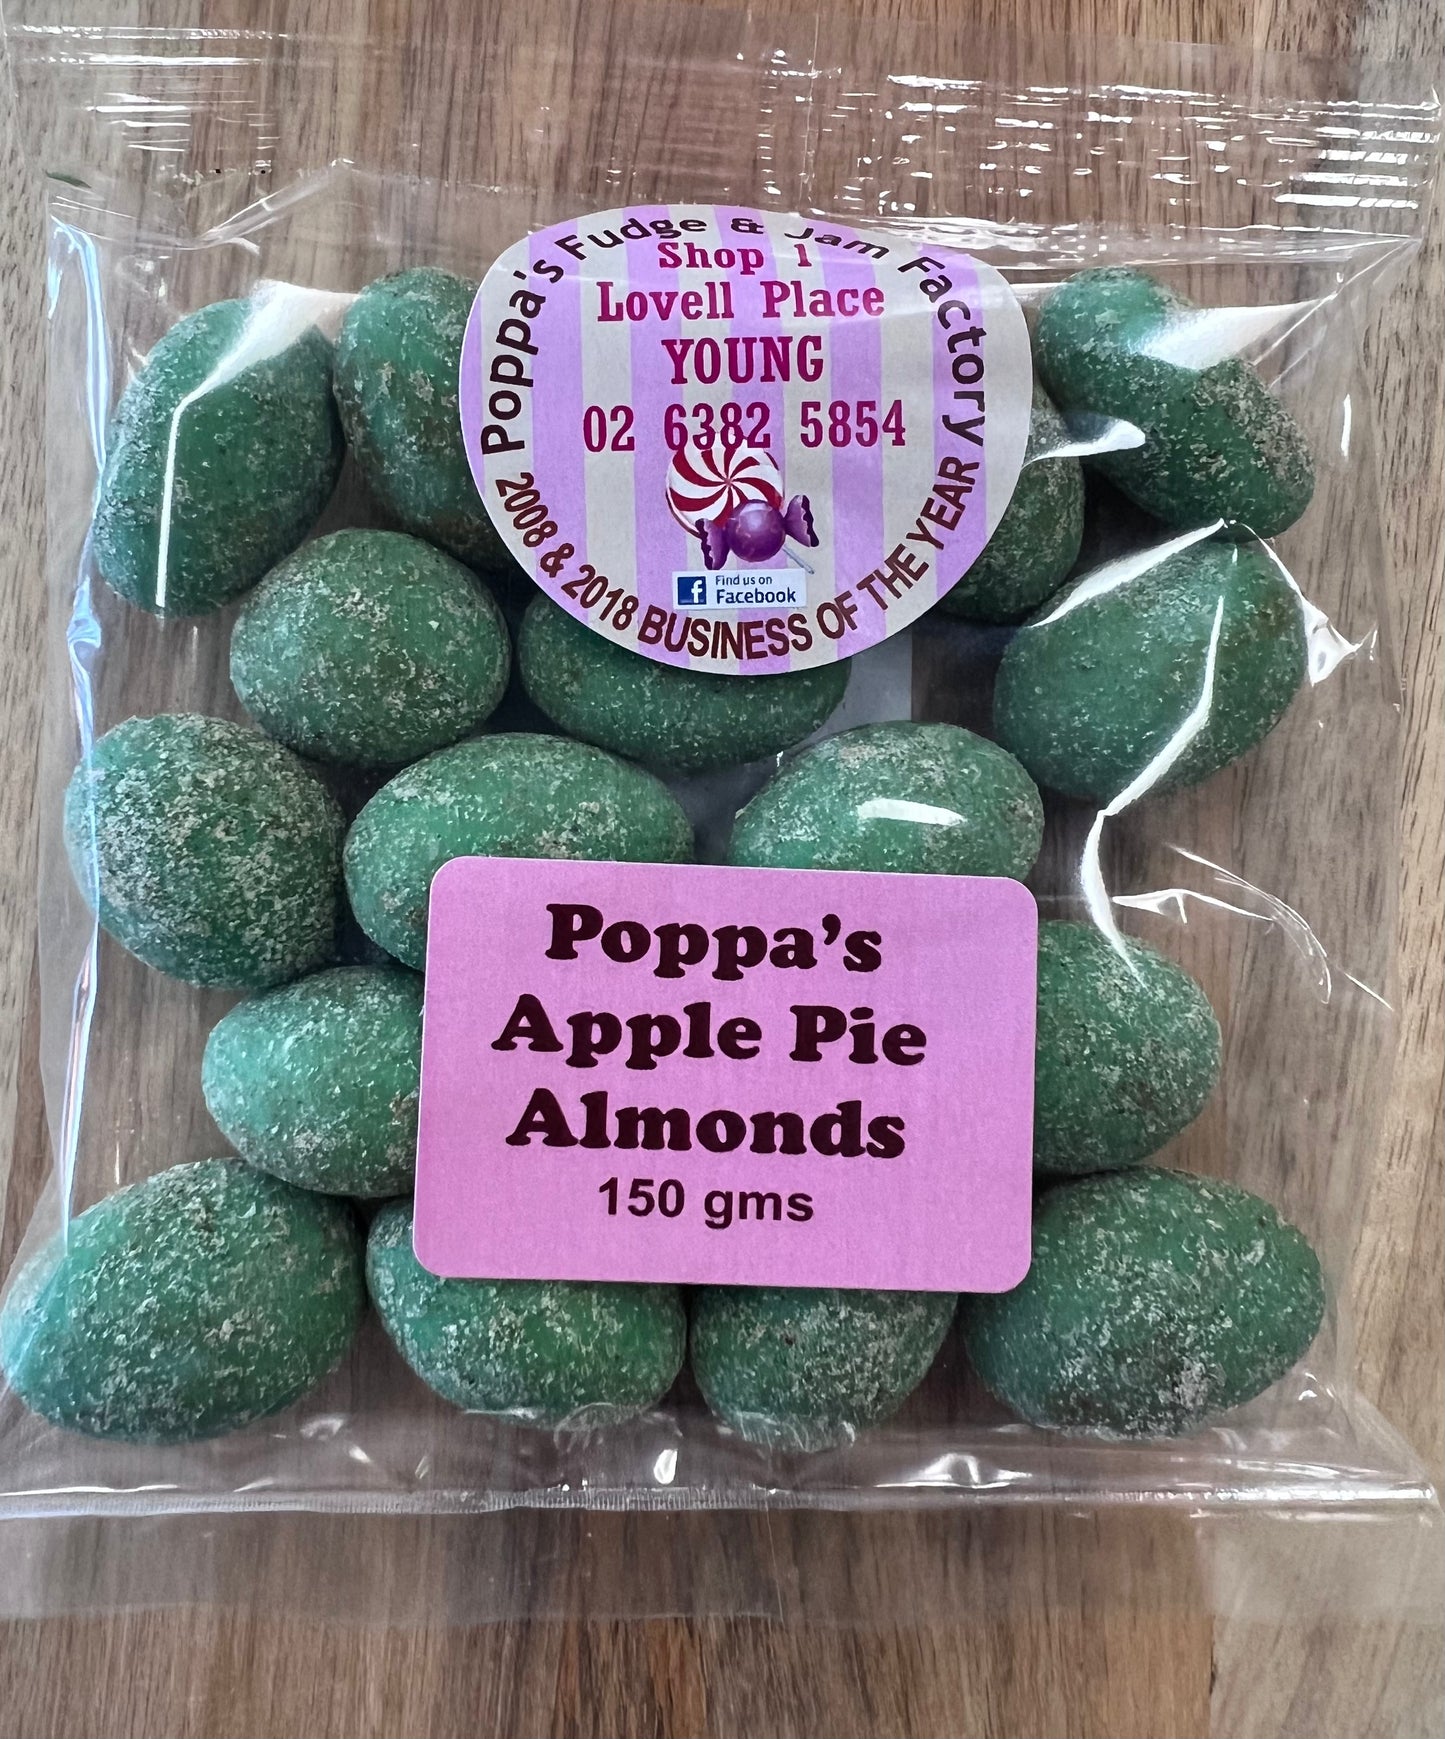 Poppa's Fudge & Jam Factory
Shop 1
Lovell Place
YOUNG
02 6382 5854
f
Find us on
Facebook
2008 & 2018 BUSINESS OF THE YEAR
Poppa's
Apple Pie
Almonds
150 gms